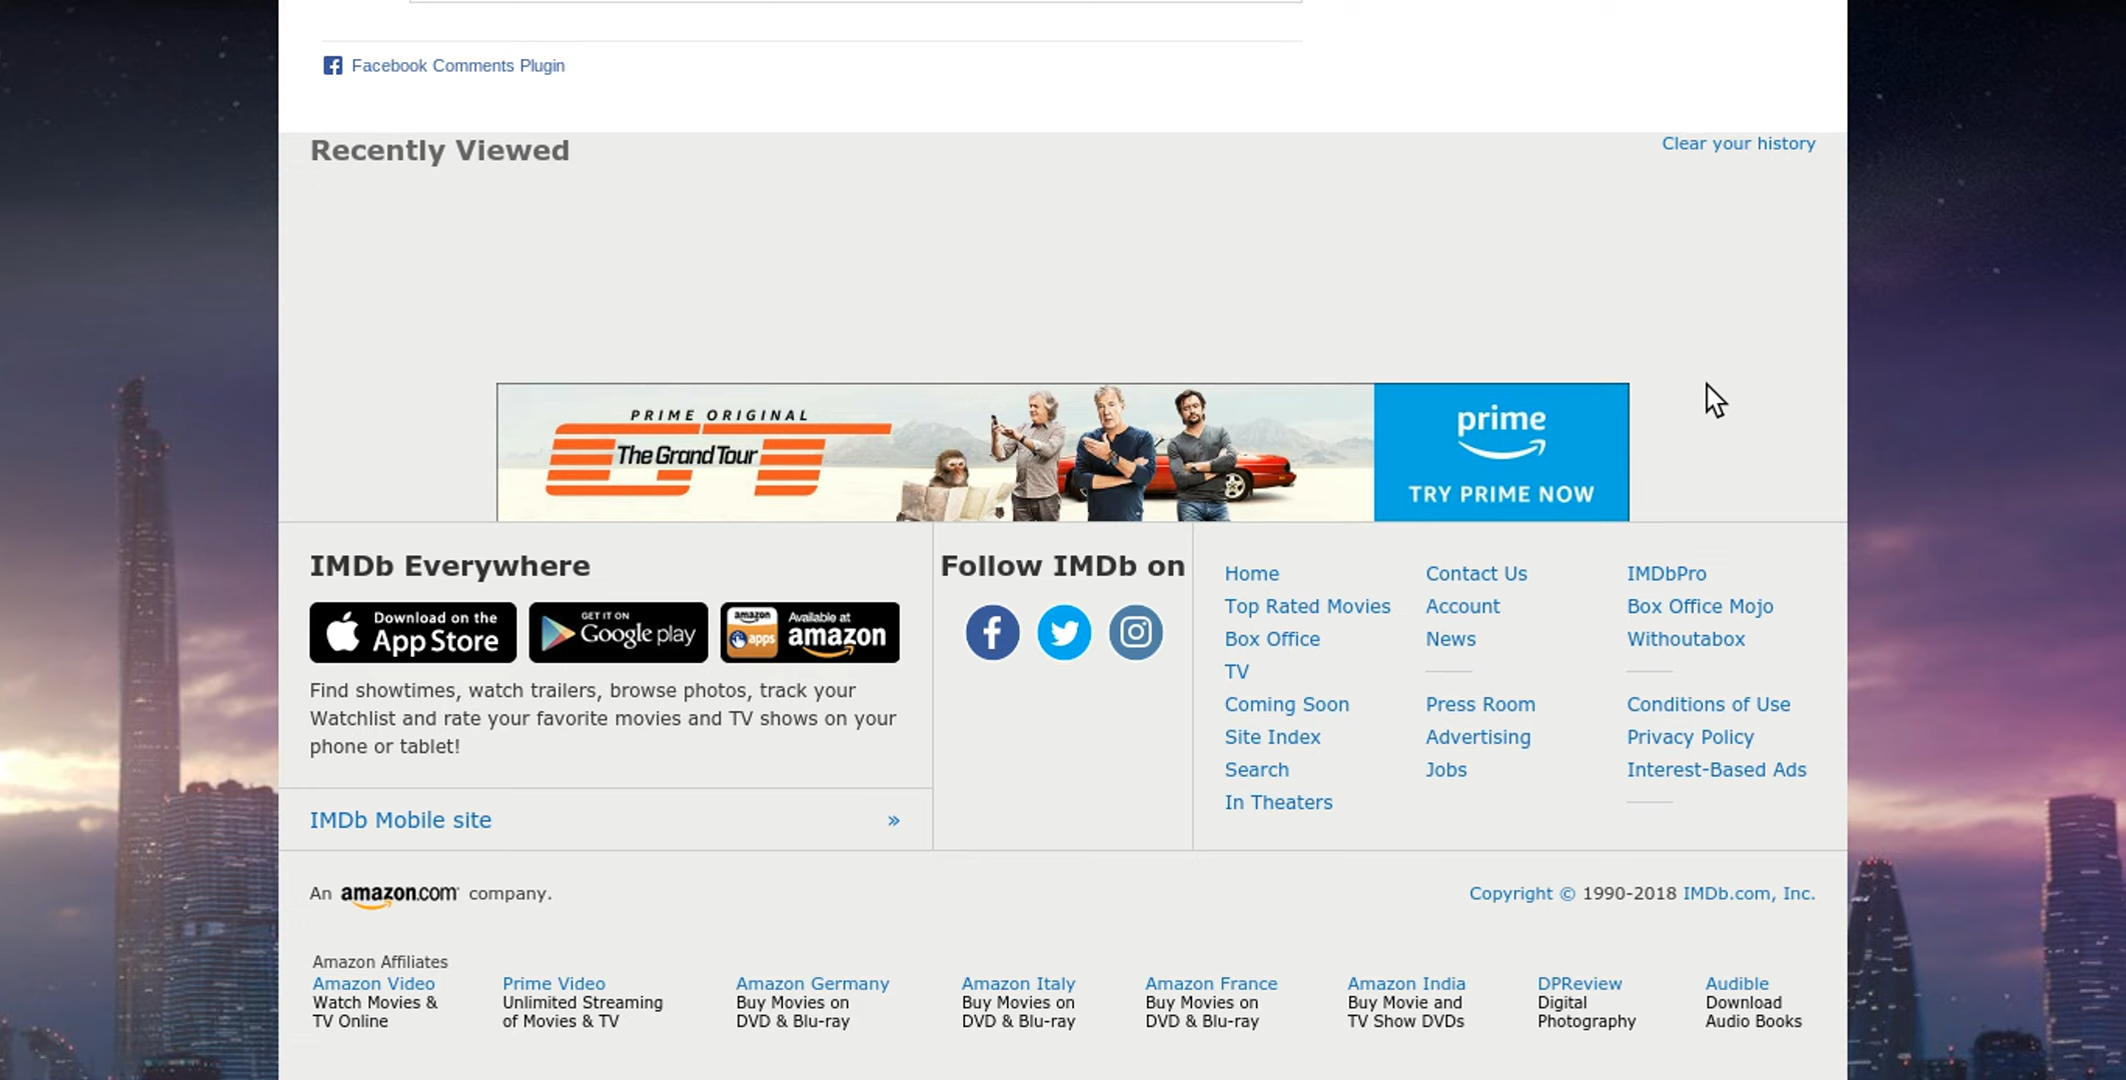 Facebook Comments Plugin
Recently Viewed
Clear your history
PRIME ORIGINAL
The Grand Tour
prime
TRY PRIME NOW
IMDb Everywhere
Download on the
App Store
GET IT ON
Google play
amazon
apps
Available at
amazon
Find showtimes, watch trailers, browse photos, track your
Watchlist and rate your favorite movies and TV shows on your
phone or tablet!
IMDb Mobile site »
Follow IMDb on
Home
Top Rated Movies
Box Office
TV
Coming Soon
Site Index
Search
In Theaters
Contact Us
Account
News
Press Room
Advertising
Jobs
IMDbPro
Box Office Mojo
Withoutabox
Conditions of Use
Privacy Policy
Interest-Based Ads
An amazon.com company.
Copyright © 1990-2018 IMDb.com, Inc.
Amazon Affiliates
Amazon Video
Watch Movies &
TV Online
Prime Video
Unlimited Streaming
of Movies & TV
Amazon Germany
Buy Movies on
DVD & Blu-ray
Amazon Italy
Buy Movies on
DVD & Blu-ray
Amazon France
Buy Movies on
DVD & Blu-ray
Amazon India
Buy Movie and
TV Show DVDs
DPReview
Digital
Photography
Audible
Download
Audio Books